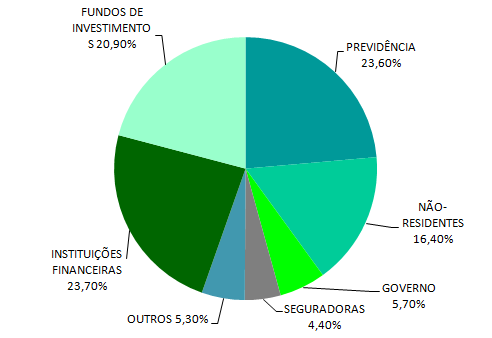 FUNDOS DE
INVESTIMENTO
S 20,90%
PREVIDÊNCIA
23,60%
NÃO-
RESIDENTES
16,40%
GOVERNO
5,70%
SEGURADORAS
4,40%
OUTROS 5,30%
INSTITUIÇÕES
FINANCEIRAS
23,70%